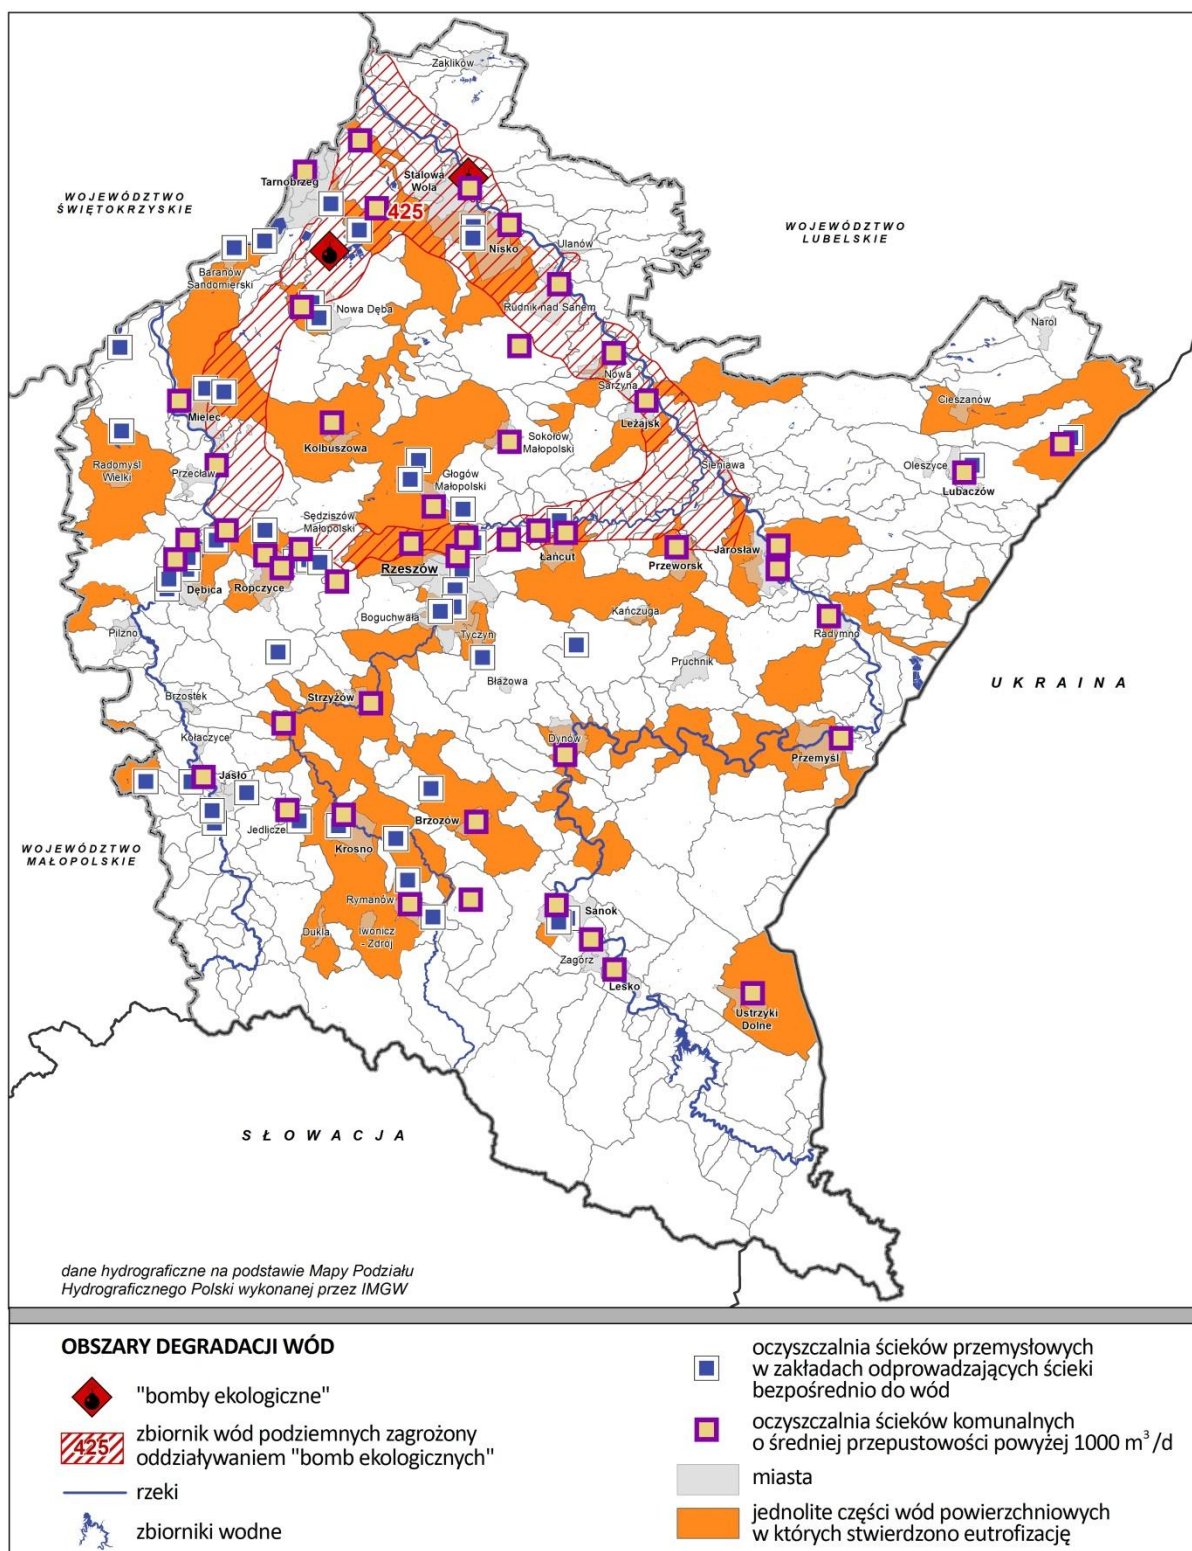 Zaklików
WOJEWÓDZTWO
ŚWIĘTOKRZYSKIE
Tarnobrzeg
Stalowa
Wola
425
WOJEWÓDZTWO
LUBELSKIE
Nisko
Ulanów
Baranów
Sandomierski
Nowa Dęba
Rudnik nad Sanem
Narol
Nowa
Sarzyna
Mielec
Cieszanów
Leżajsk
Kolbuszowa
Sokołów
Małopolski
Radomyśl
Wielki
Przecław
Głogów
Małopolski
Sieniawa
Oleszyce
Lubaczów
Sędziszów
Małopolski
Jarosław
Łańcut
Przeworsk
Rzeszów
Dębica
Ropczyce
Boguchwała
Kańczuga
Radymno
Pilzno
Tyczyn
Pruchnik
Błażowa
UKRAINA
Brzostek
Strzyżów
Kołaczyce
Dynów
Przemyśl
Jasło
WOJEWÓDZTWO
MAŁOPOLSKIE
Jedlicze
Brzozów
Krosno
Rymanów
Sanok
Dukla
Iwonicz
- Zdrój
Zagórz
Lesko
Ustrzyki
Dolne
SŁOWACJA
dane hydrograficzne na podstawie Mapy Podziału
Hydrograficznego Polski wykonanej przez IMGW
OBSZARY DEGRADACJI WÓD
"bomby ekologiczne"
425
zbiornik wód podziemnych zagrożony
oddziaływaniem "bomb ekologicznych"
rzeki
zbiorniki wodne
oczyszczalnia ścieków przemysłowych
w zakładach odprowadzających ścieki
bezpośrednio do wód
oczyszczalnia ścieków komunalnych
o średniej przepustowości powyżej 1000 m³/d
miasta
jednolite części wód powierzchniowych
w których stwierdzono eutrofizację